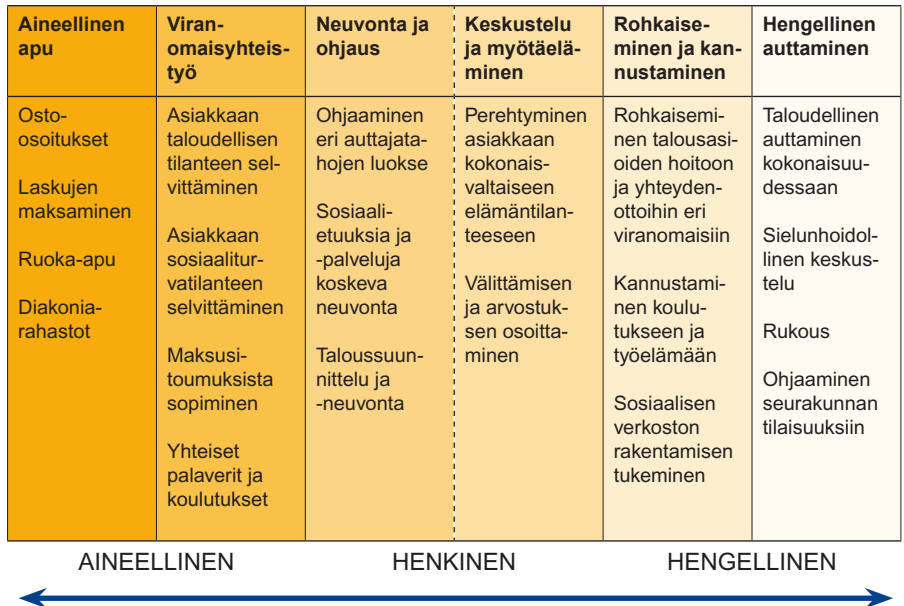 Aineellinen
apu
Viran-
omaisyhteis-
työ
Neuvonta ja
ohjaus
Keskustelu
ja myötäelä-
minen
Rohkaise-
minen ja kan-
nustaminen
Hengellinen
auttaminen
Osto-
osoitukset
Laskujen
maksaminen
Ruoka-apu
Diakonia-
rahastot
Asiakkaan
taloudellisen
tilanteen sel-
vittäminen
Asiakkaan
sosiaalitur-
vatilanteen
selvittäminen
Maksusi-
toumuksista
sopiminen
Yhteiset
palaverit ja
koulutukset
Ohjaaminen
eri auttajata-
hojen luokse
Sosiaali-
etuuksia ja
-palveluja
koskeva
neuvonta
Taloussuun-
nittelu ja
-neuvonta
Perehtyminen
asiakkaan
kokonais-
valtaiseen
elämäntilan-
teeseen
Välittämisen
ja arvostuk-
sen osoitta-
minen
Rohkaisemi-
nen talousasi-
oiden hoitoon
ja yhteyden-
ottoihin eri
viranomaisiin
Kannustami-
nen koulu-
tukseen ja
työelämään
Sosiaalisen
verkoston
rakentamisen
tukeminen
Taloudellinen
auttaminen
kokonaisuu-
dessaan
Sielunhoidol-
linen keskus-
telu
Rukous
Ohjaaminen
seurakunnan
tilaisuuksiin
AINEELLINEN HENKINEN HENGELLINEN